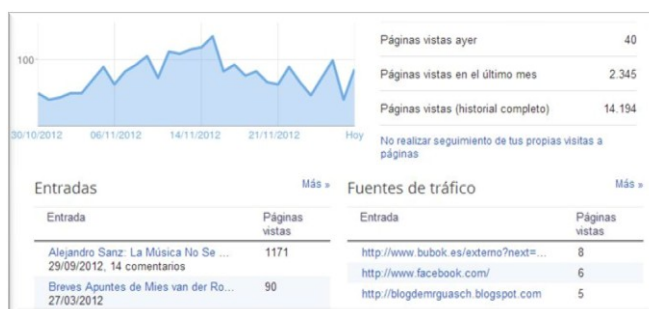 100
30/10/2012 06/11/2012 14/11/2012 21/11/2012 Hoy
Páginas vistas ayer 40
Páginas vistas en el último mes 2.345
Páginas vistas (historial completo) 14.194
No realizar seguimiento de tus propias visitas a
páginas
Entradas Más »
Entrada Páginas
vistas
Alejandro Sanz: La Música No Se ... 1171
29/09/2012, 14 comentarios
Breves Apuntes de Mies van der Ro... 90
27/03/2012
Fuentes de tráfico Más »
Entrada Páginas
vistas
http://www.bubok.es/externo?next=... 8
http://www.facebook.com/ 6
http://blogdemrguasch.blogspot.com 5